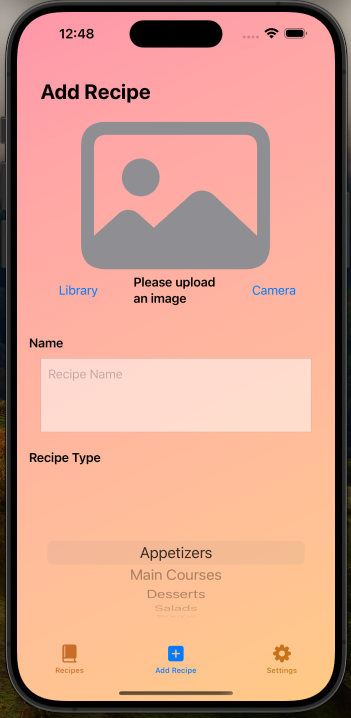 12:48
Add Recipe
Please upload
an image
Library
Camera
Name
Recipe Name
Recipe Type
Appetizers
Main Courses
Desserts
Salads
Recipes
Add Recipe
Settings